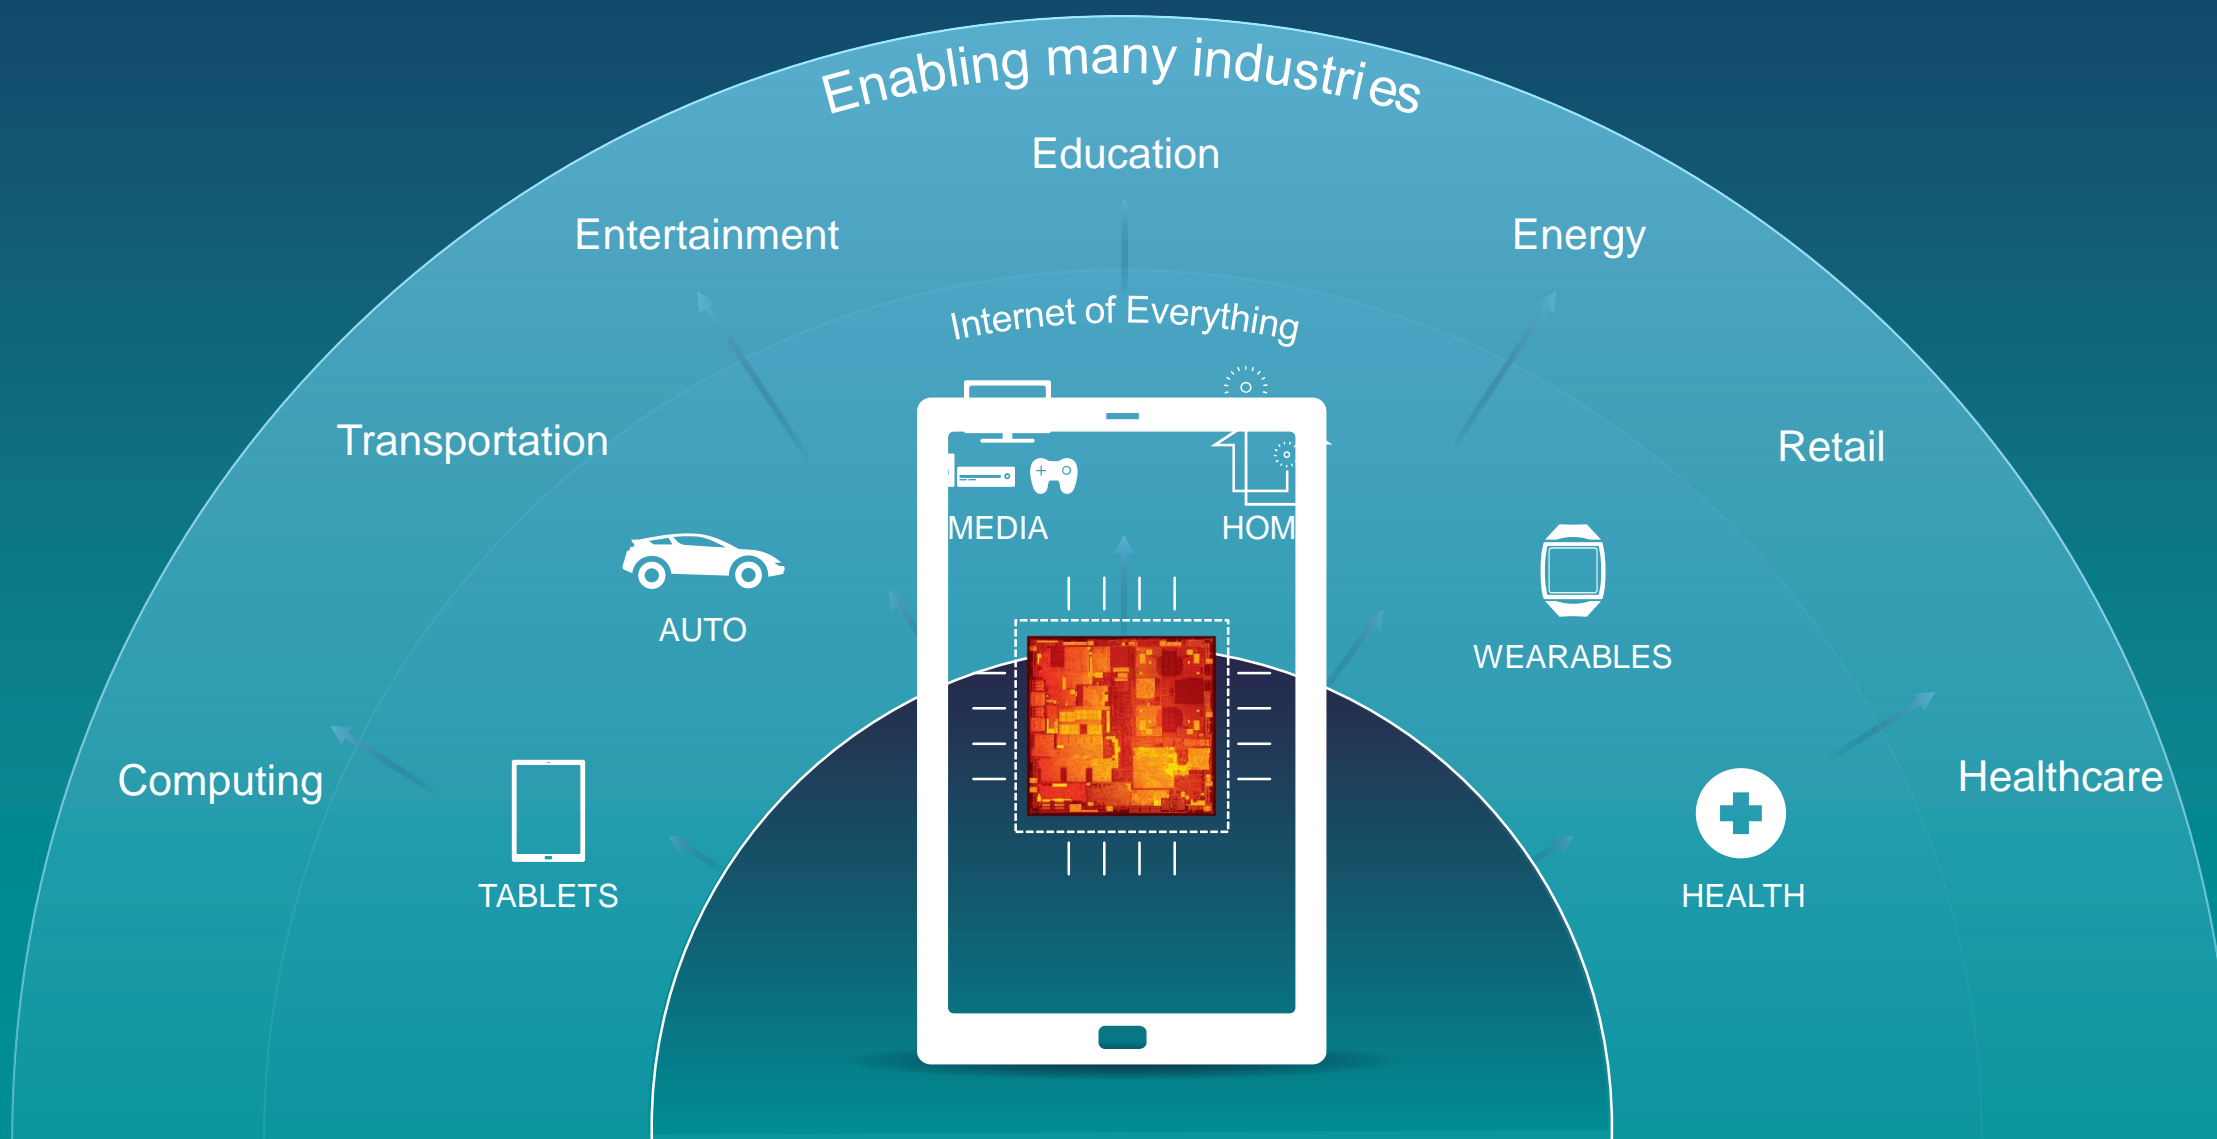 Enabling many industries
Education
Entertainment
Energy
Internet of Everything
Transportation
Retail
MEDIA
HOM
AUTO
WEARABLES
Computing
Healthcare
TABLETS
HEALTH